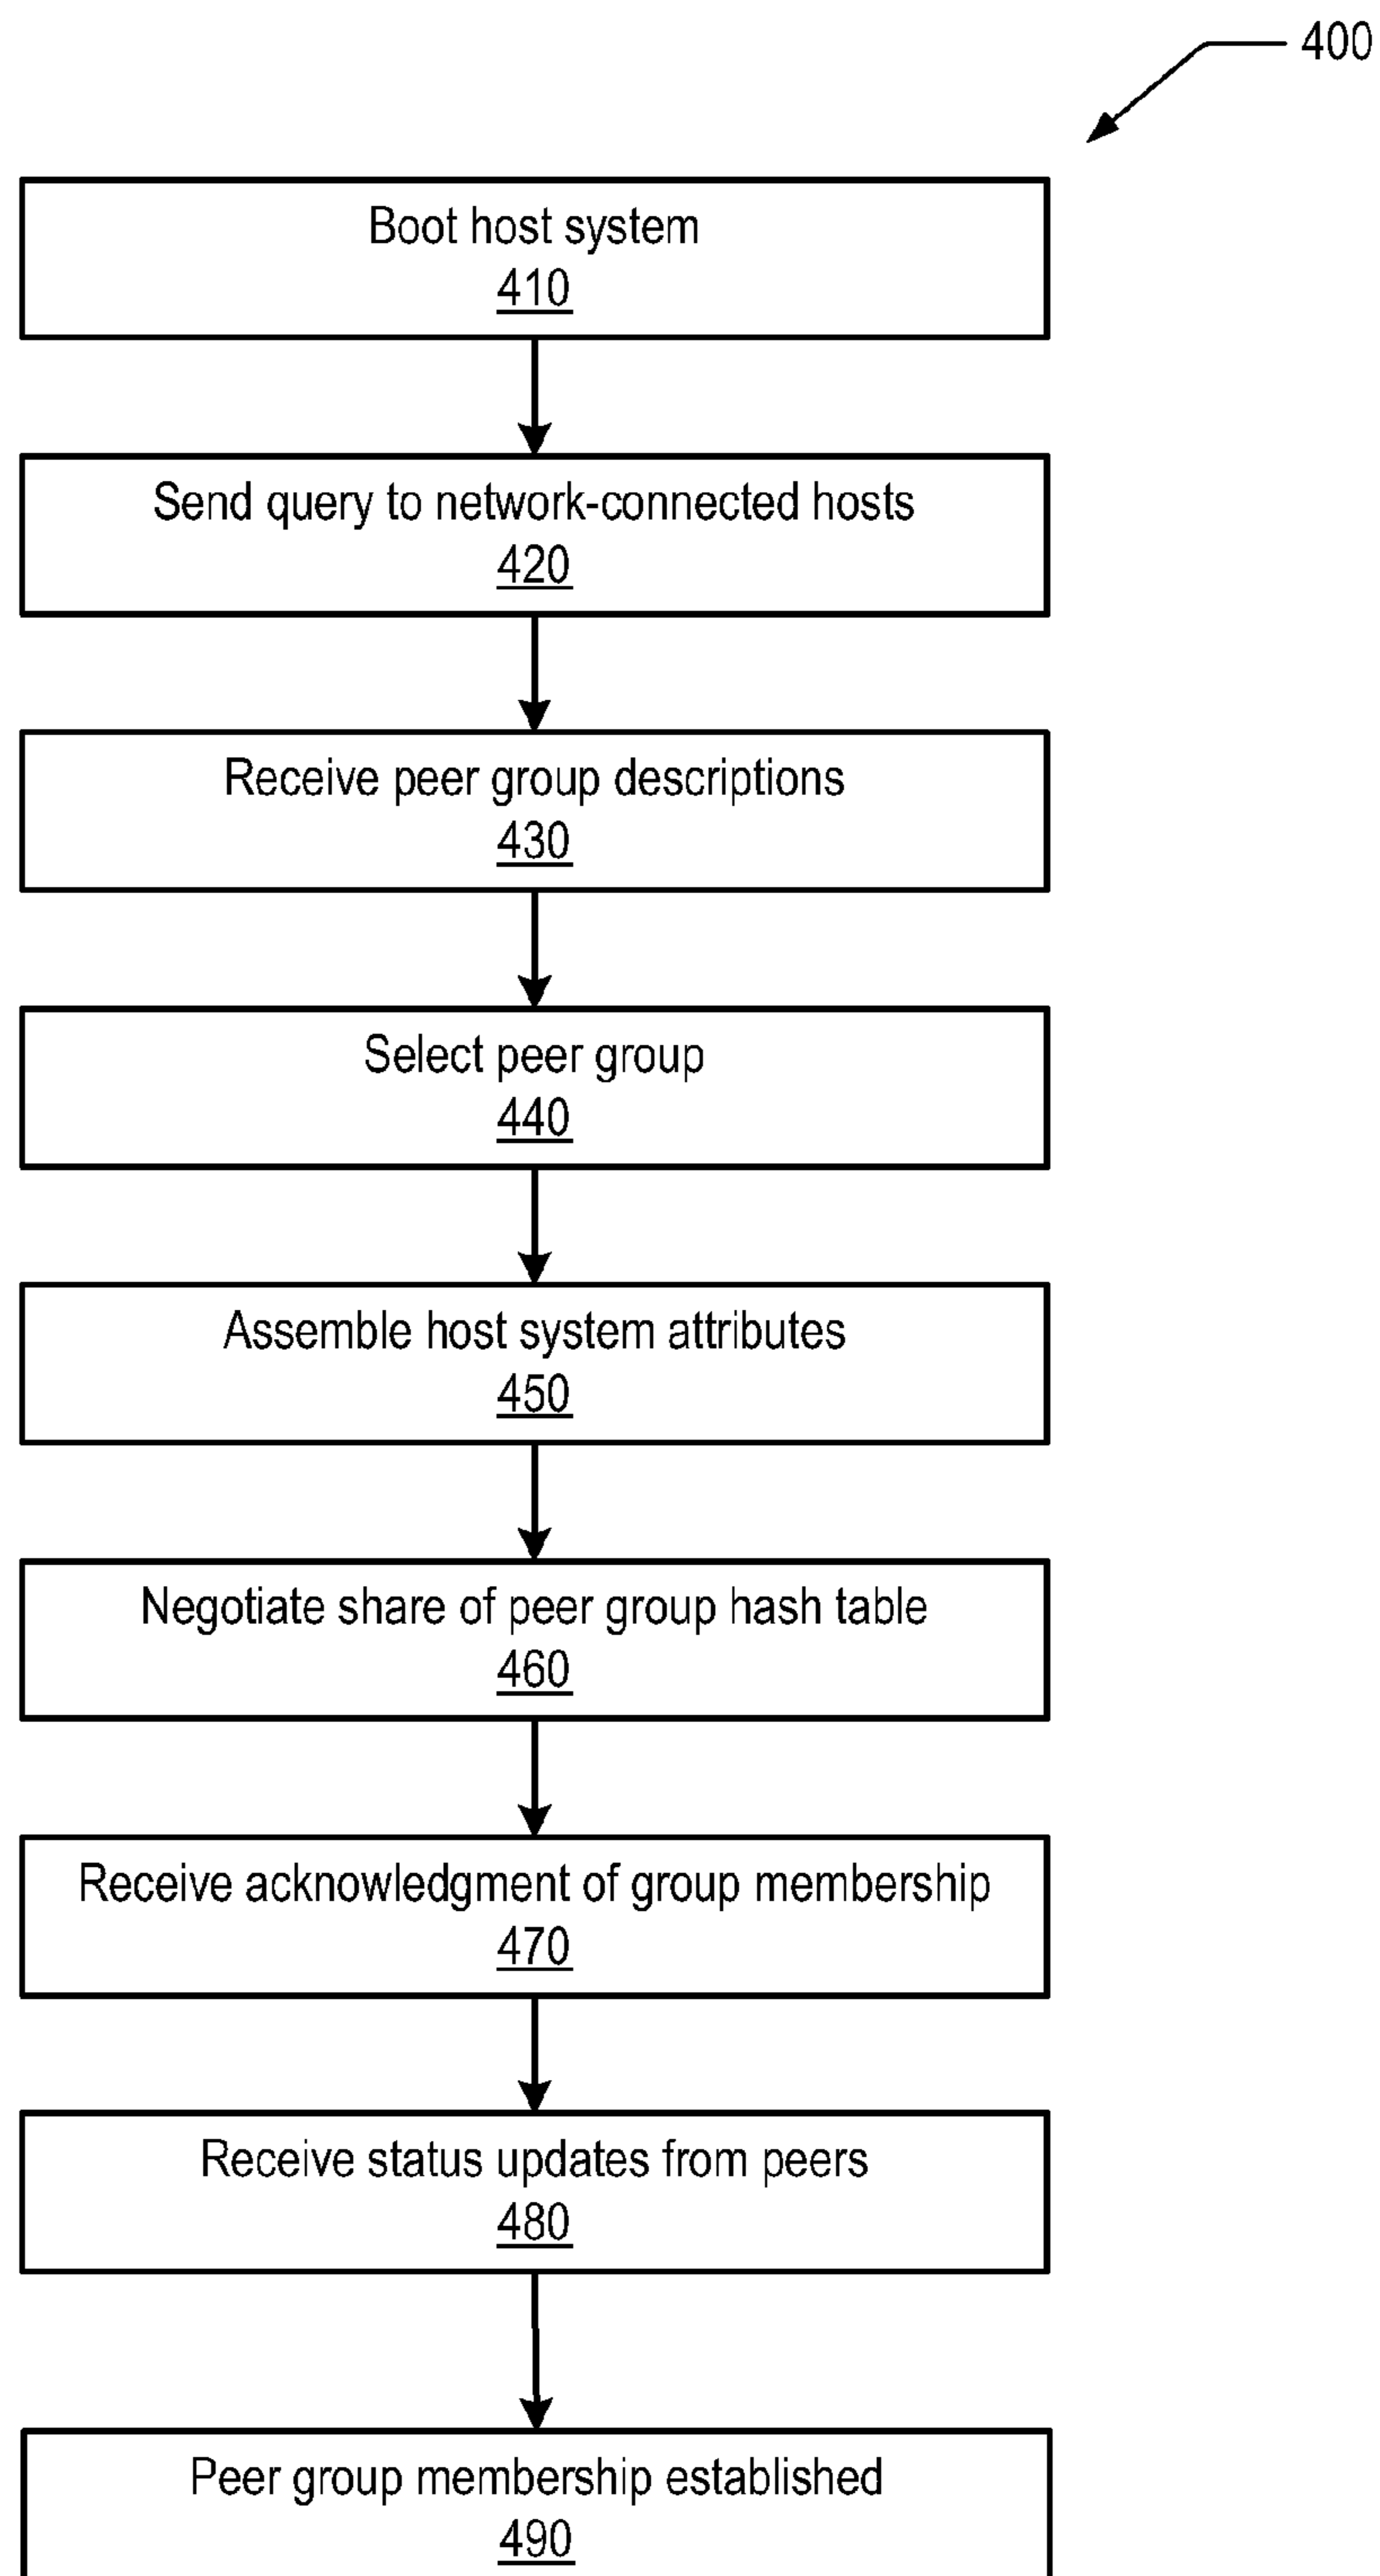 400
Boot host system
410
Send query to network-connected hosts
420
Receive peer group descriptions
430
Select peer group
440
Assemble host system attributes
450
Negotiate share of peer group hash table
460
Receive acknowledgment of group membership
470
Receive status updates from peers
480
Peer group membership established
490